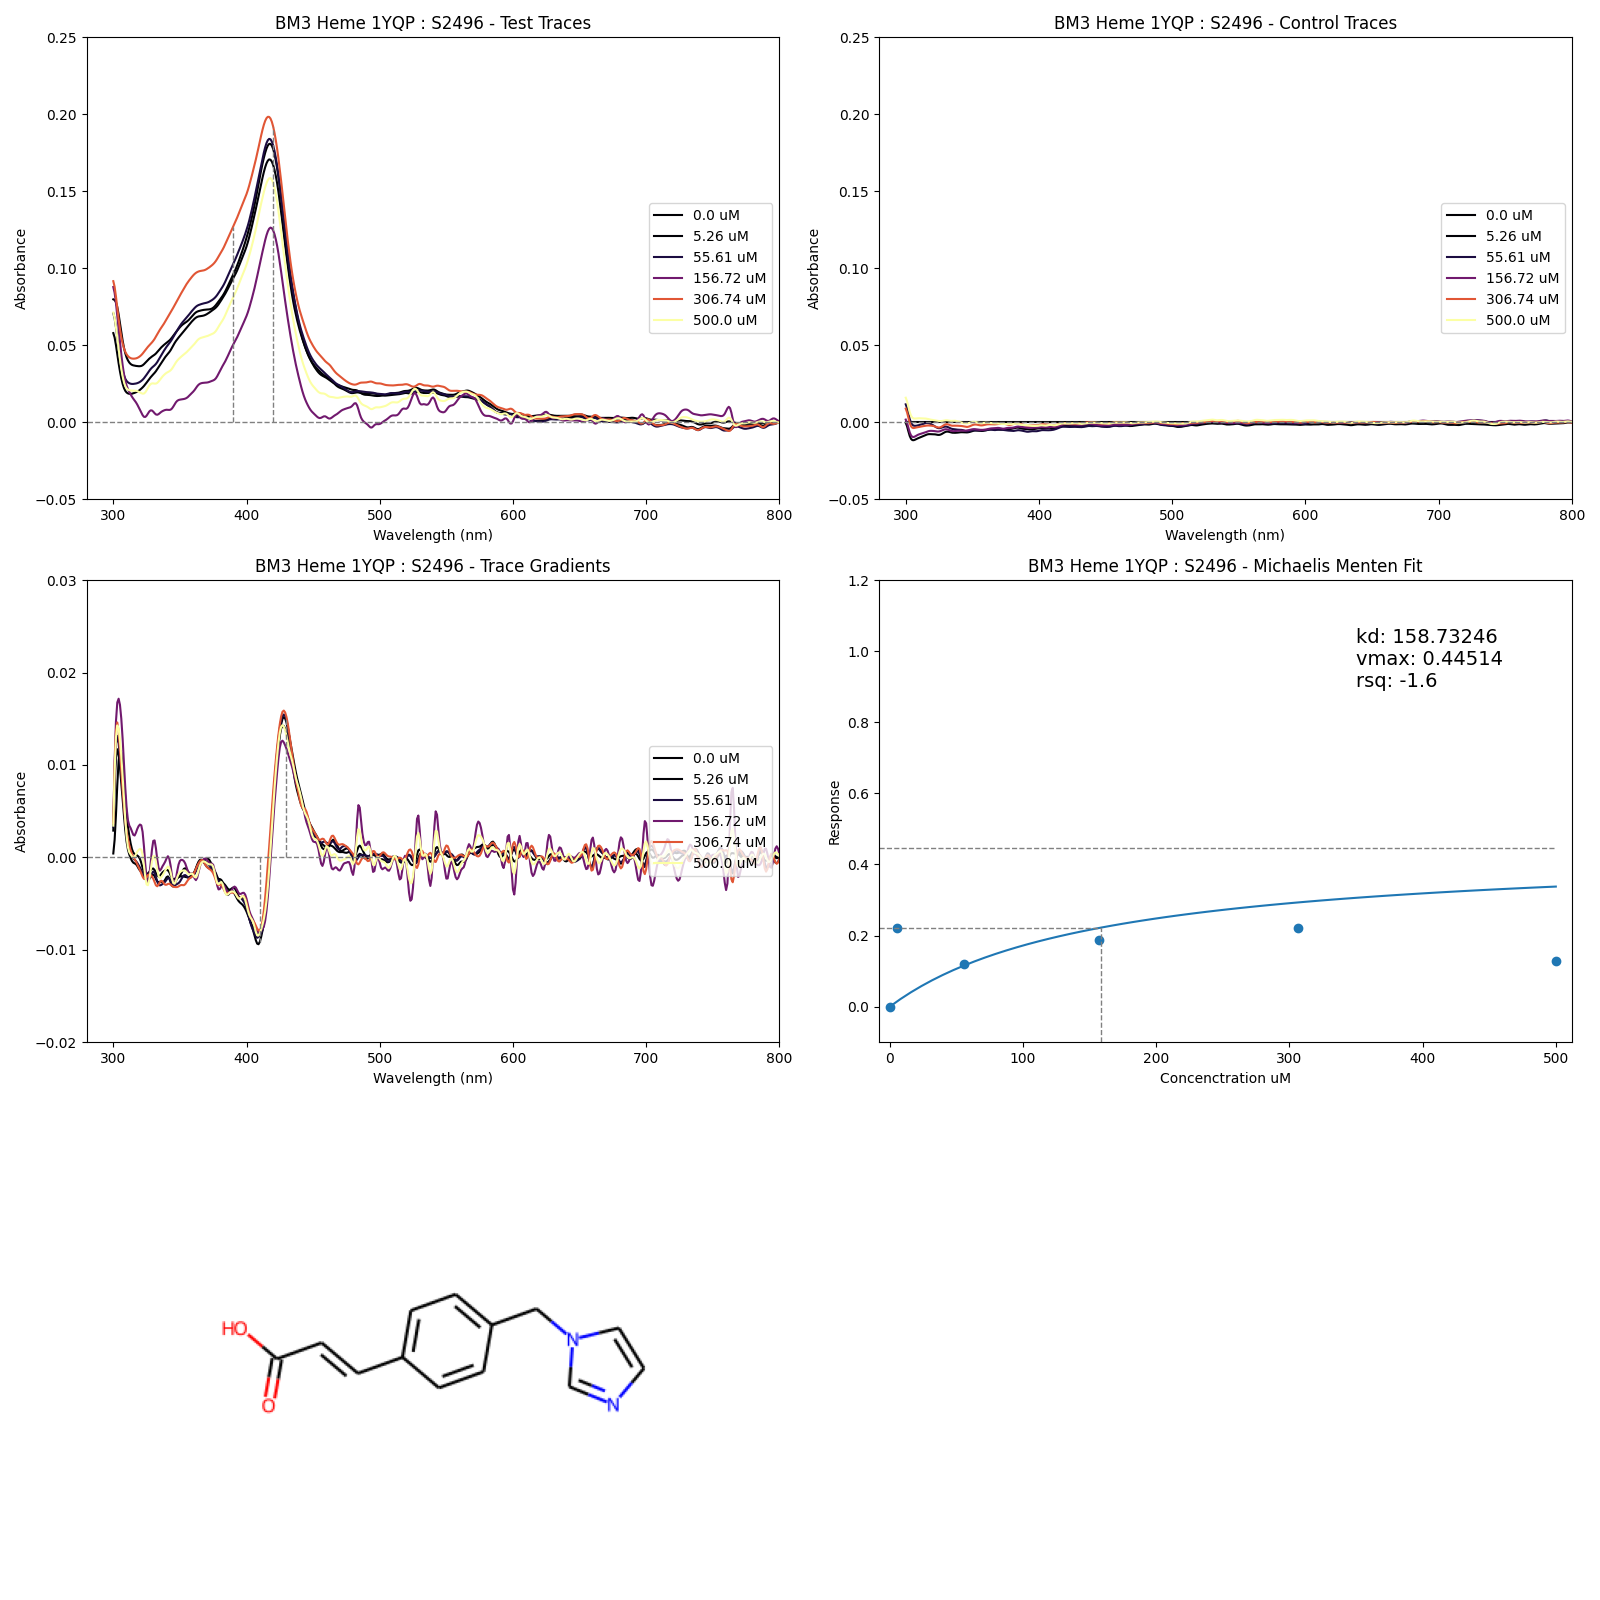 BM3 Heme 1YQP : S2496 - Test Traces
0.25
0.20
0.15
0.10
0.05
0.00
−0.05
Absorbance
300 400 500 600 700 800
Wavelength (nm)
0.0 uM
5.26 uM
55.61 uM
156.72 uM
306.74 uM
500.0 uM
BM3 Heme 1YQP : S2496 - Control Traces
0.25
0.20
0.15
0.10
0.05
0.00
−0.05
Absorbance
300 400 500 600 700 800
Wavelength (nm)
0.0 uM
5.26 uM
55.61 uM
156.72 uM
306.74 uM
500.0 uM
BM3 Heme 1YQP : S2496 - Trace Gradients
0.03
0.02
0.01
0.00
−0.01
−0.02
Absorbance
300 400 500 600 700 800
Wavelength (nm)
0.0 uM
5.26 uM
55.61 uM
156.72 uM
306.74 uM
500.0 uM
BM3 Heme 1YQP : S2496 - Michaelis Menten Fit
1.2
1.0
0.8
0.6
0.4
0.2
0.0
Response
0 100 200 300 400 500
Concenctration uM
kd: 158.73246
vmax: 0.44514
rsq: -1.6
HO
O
N
N